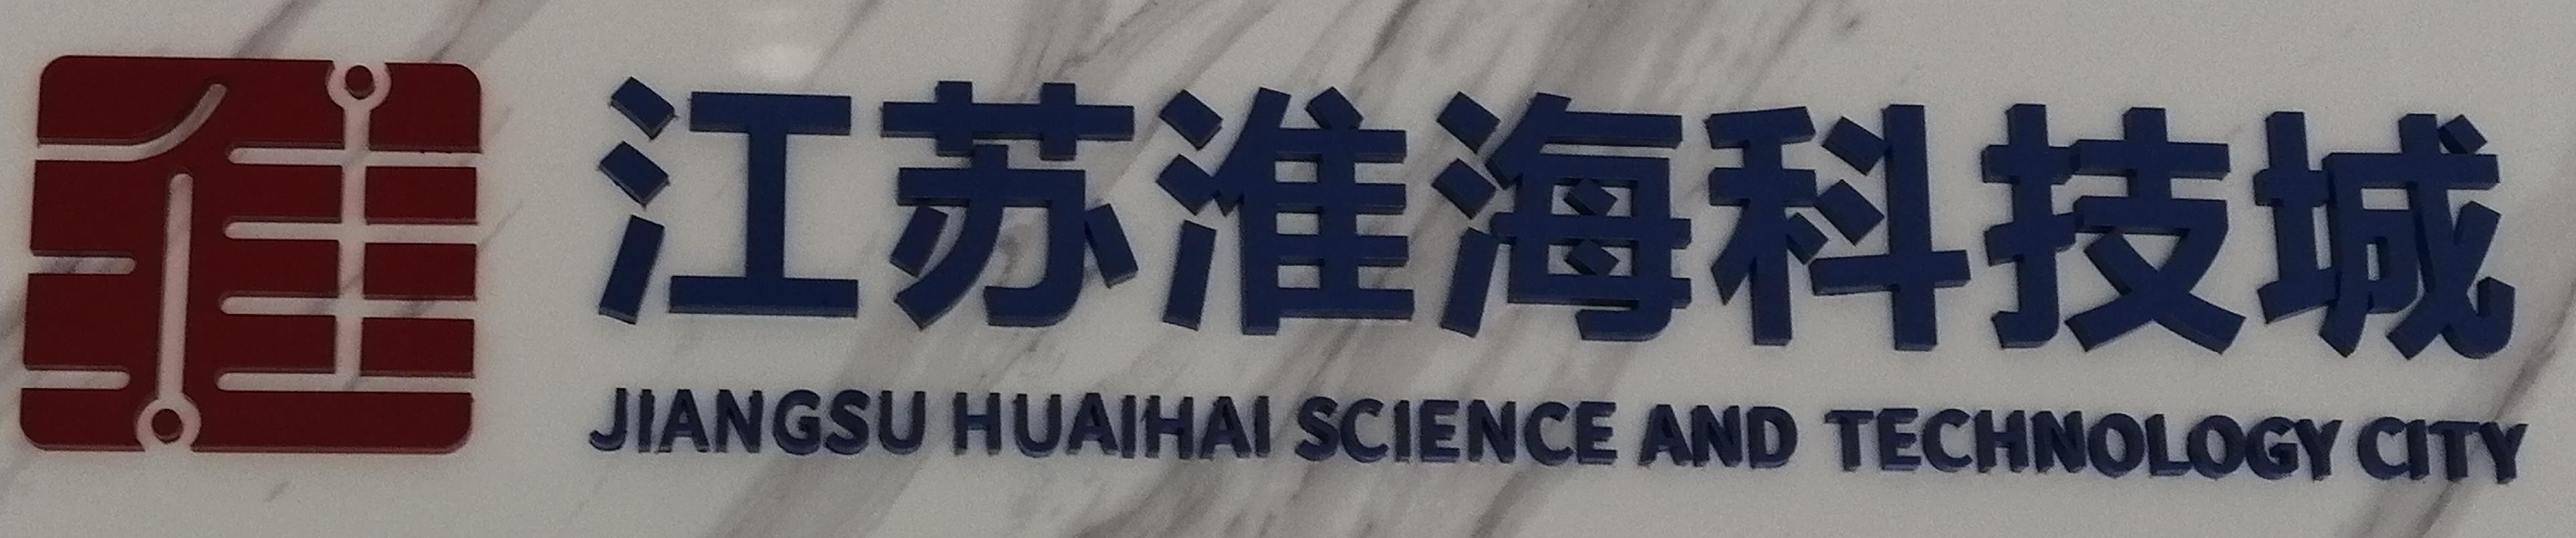 江苏淮海科技城
JIANGSU HUAIHAI SCIENCE AND TECHNOLOGY CITY